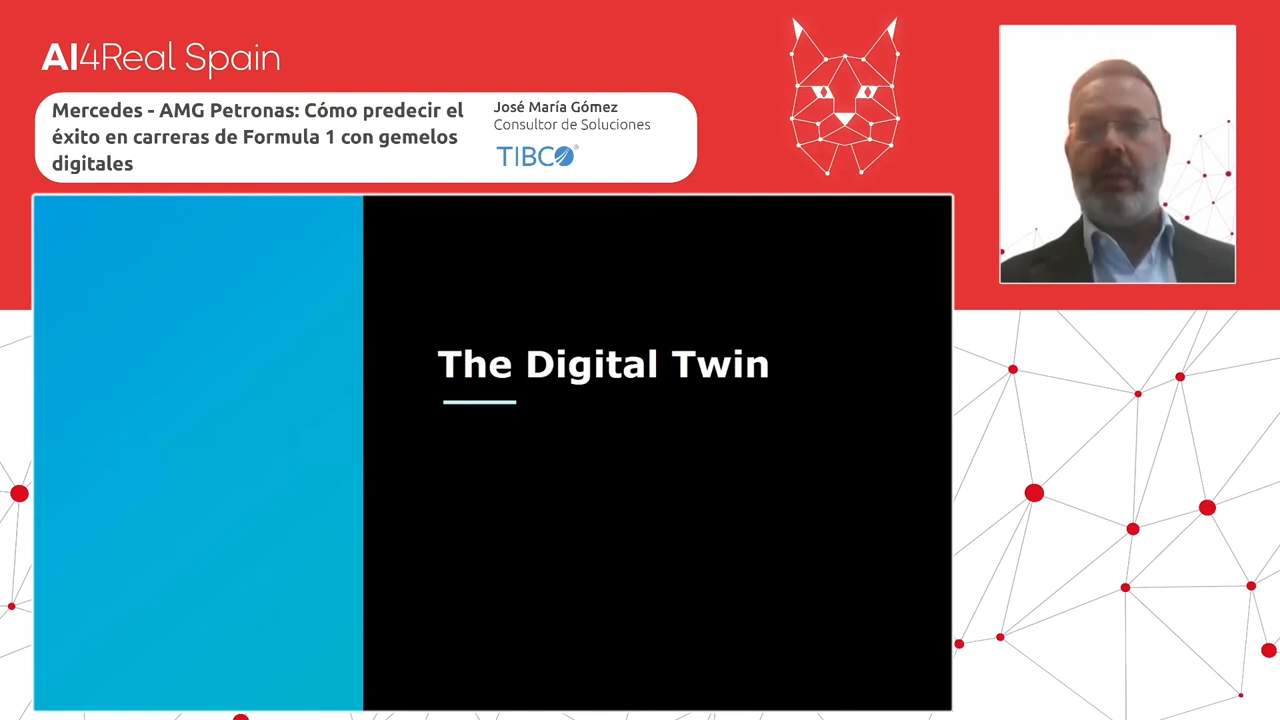 AI4Real Spain
Mercedes - AMG Petronas: Cómo predecir el
éxito en carreras de Formula 1 con gemelos
digitales
José María Gómez
Consultor de Soluciones
TIBCO®
The Digital Twin